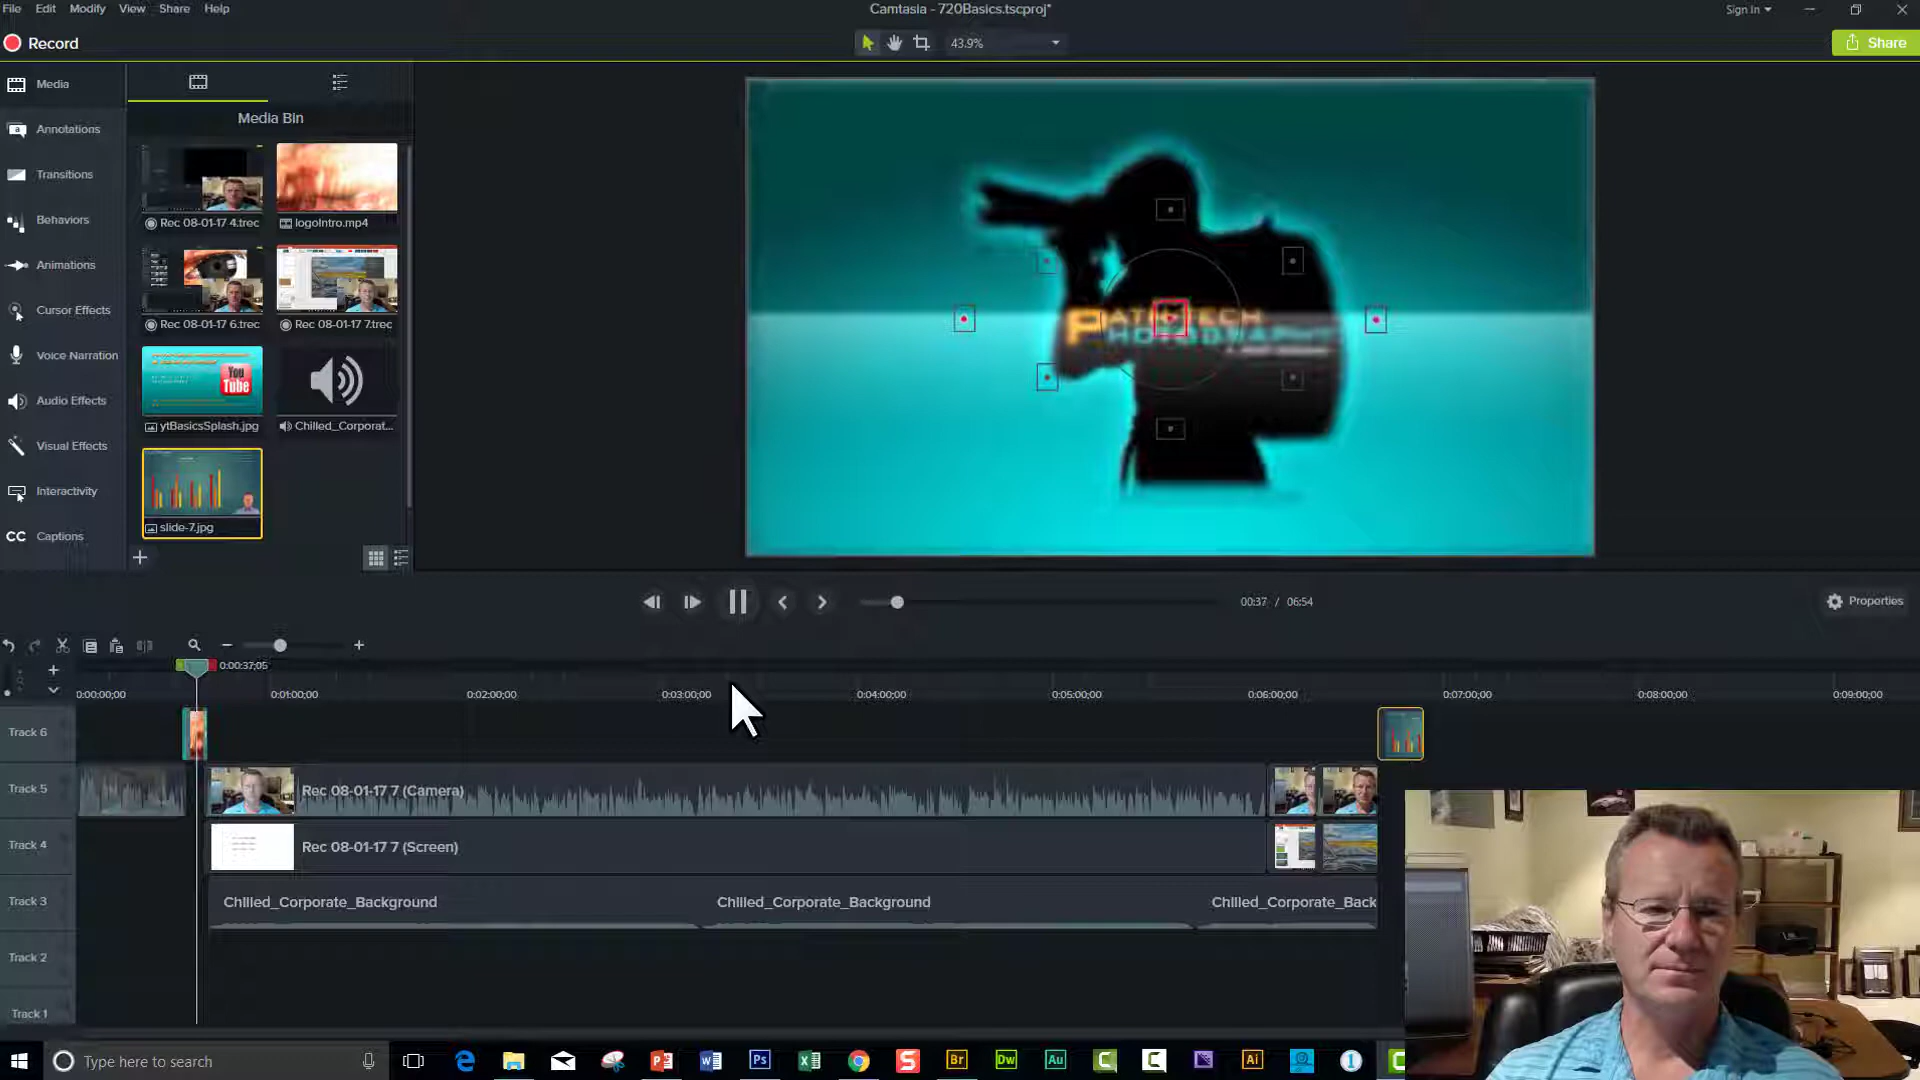 File Edit Modify View Share Help
Camtasia - 720Basics.tscproj*
Sign In
Record
43.9%
Share
Media
Annotations
Transitions
Behaviors
Animations
Cursor Effects
Voice Narration
Audio Effects
Visual Effects
Interactivity
CC Captions
Media Bin
Rec 08-01-17 4.trec
logoIntro.mp4
Rec 08-01-17 6.trec
Rec 08-01-17 7.trec
You
Tube
ytBasicsSplash.jpg
Chilled_Corporat...
slide-7.jpg
00:37 / 06:54
Properties
0:00:37;05
0:00:00;00 0:01:00;00 0:02:00;00 0:03:00;00 0:04:00;00 0:05:00;00 0:06:00;00 0:07:00;00 0:08:00;00 0:09:00;00
Track 6
Track 5
Rec 08-01-17 7 (Camera)
Track 4
Rec 08-01-17 7 (Screen)
Track 3
Chilled_Corporate_Background
Chilled_Corporate_Background
Chilled_Corporate_Back
Track 2
Track 1
Type here to search
Ps
Br
Dw
Au
Ai